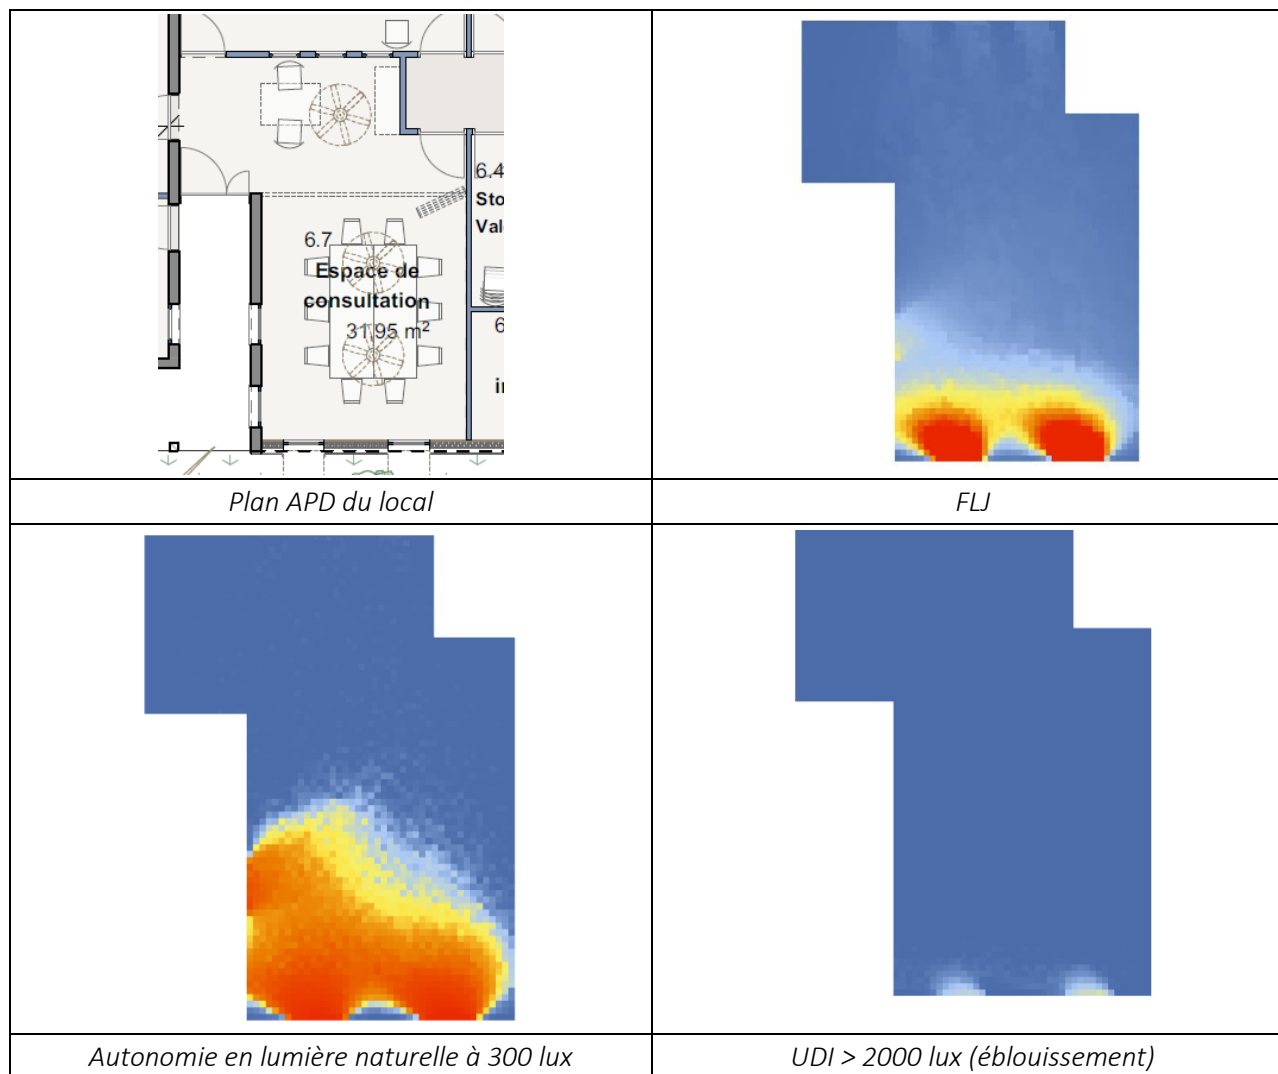 6.4
Sto
Val
6.7
Espace de
consultation
31.95 m²
6
Plan APD du local
FLJ
Autonomie en lumière naturelle à 300 lux
UDI > 2000 lux (éblouissement)